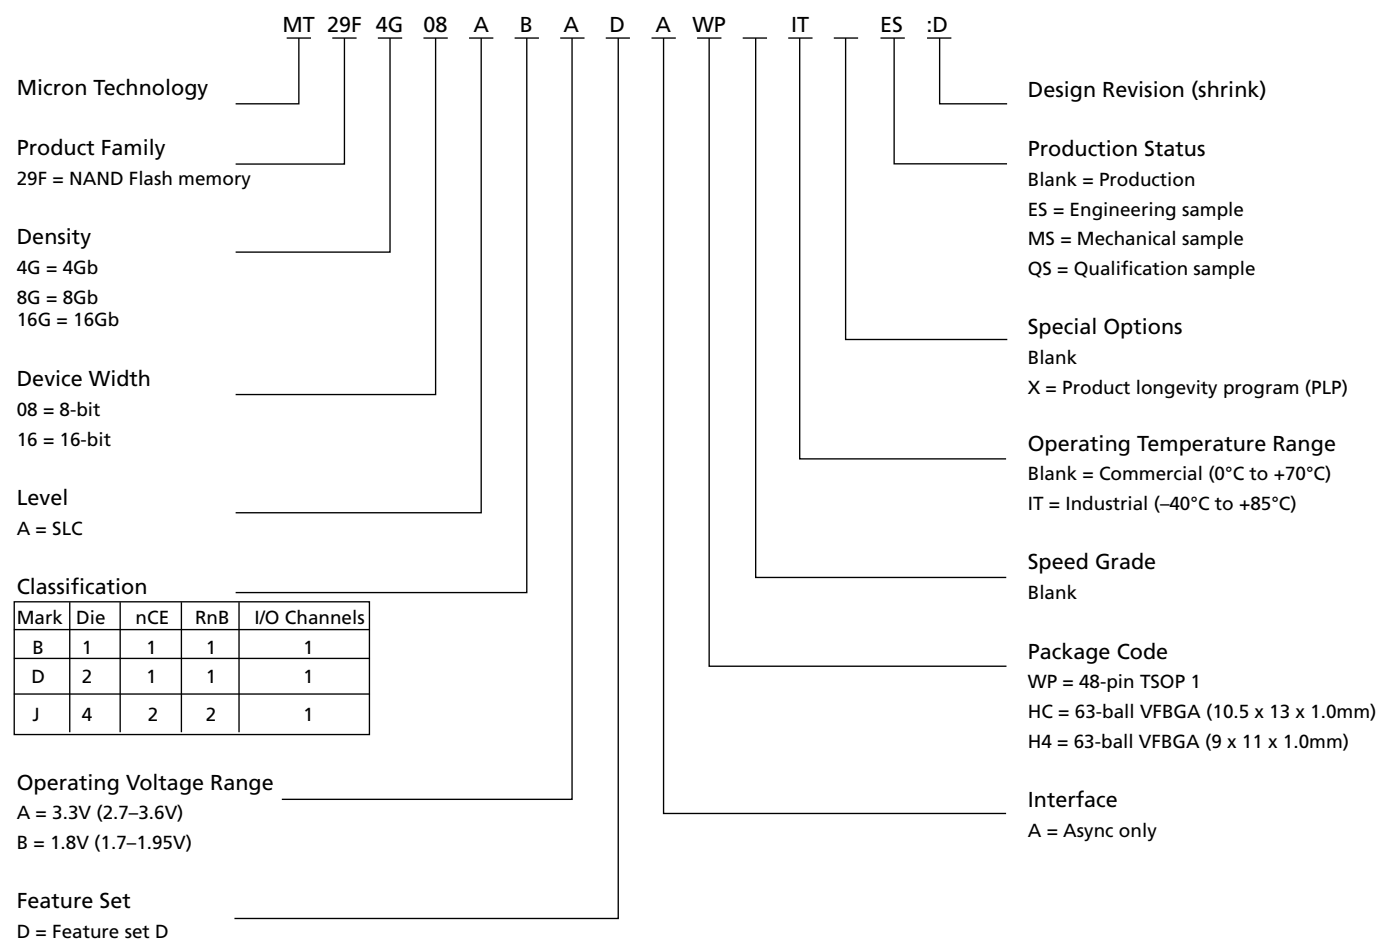 MT 29F 4G 08 A B A D A WP IT ES :D
Micron Technology
Product Family
29F = NAND Flash memory
Density
4G = 4Gb
8G = 8Gb
16G = 16Gb
Device Width
08 = 8-bit
16 = 16-bit
Level
A = SLC
Classification
Mark Die nCE RnB I/O Channels
B 1 1 1 1
D 2 1 1 1
J 4 2 2 1
Operating Voltage Range
A = 3.3V (2.7–3.6V)
B = 1.8V (1.7–1.95V)
Feature Set
D = Feature set D
Design Revision (shrink)
Production Status
Blank = Production
ES = Engineering sample
MS = Mechanical sample
QS = Qualification sample
Special Options
Blank
X = Product longevity program (PLP)
Operating Temperature Range
Blank = Commercial (0°C to +70°C)
IT = Industrial (–40°C to +85°C)
Speed Grade
Blank
Package Code
WP = 48-pin TSOP 1
HC = 63-ball VFBGA (10.5 x 13 x 1.0mm)
H4 = 63-ball VFBGA (9 x 11 x 1.0mm)
Interface
A = Async only